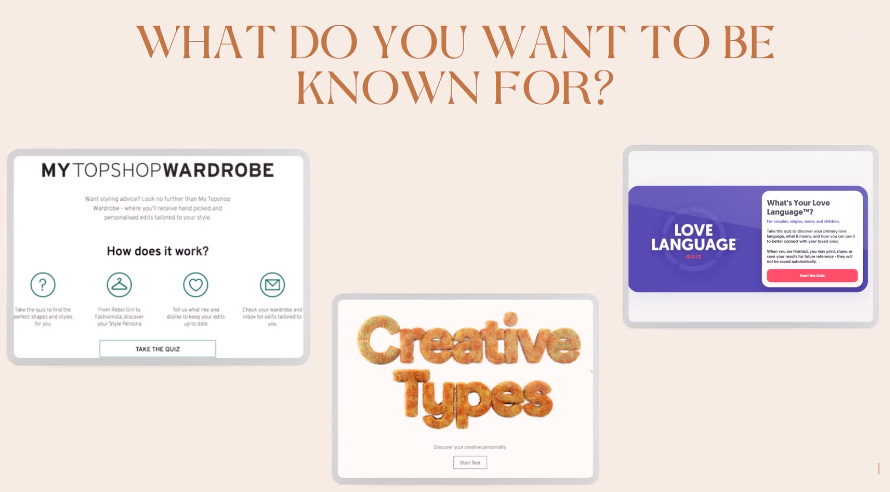 WHAT DO YOU WANT TO BE
KNOWN FOR?
MYTOPSHOPWARDROBE
Want styling advice? Look no further than My Topshop
Wardrobe - where you'll receive hand picked and
personalised edits tailored to your style.
How does it work?
Take the quiz to find the
perfect shapes and styles
for you
From Rebel Girl to
Fashionista, discover
your Style Persona
Tell us what like and
dislike to keep your edits
up to date
Check your wardrobe and
inbox for edits tailored to
you
TAKE THE QUIZ
Creative
Types
Discover your creative personality
Start Test
LOVE
LANGUAGE
QUIZ
What's Your Love
Language™?
For couples, singles, teens, and children.
Take this quiz to discover your primary love
language, what it means, and how you can use it
to better connect with your loved ones.
When you are finished, you may print, share, or
save your results for future reference - they will
not be saved automatically.
Start the Quiz